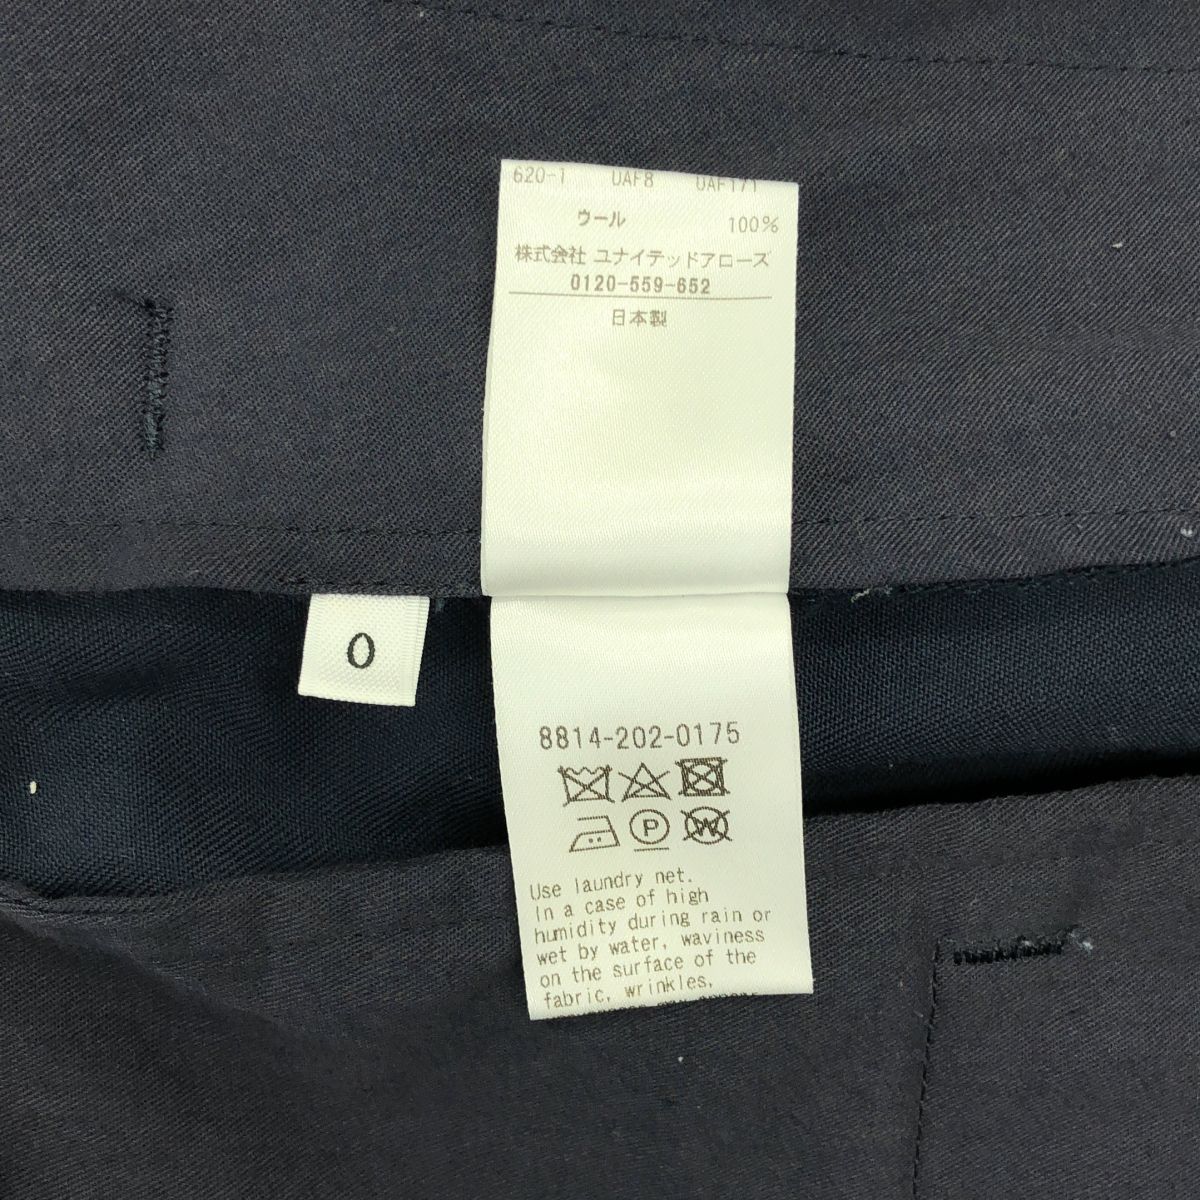 620-1 UAF8 UAF171
ウール 100%
株式会社 ユナイテッドアローズ
0120-559-652
日本製
0
8814-202-0175
P W
Use laundry net.
In a case of high
humidity during rain or
wet by water, waviness
on the surface of the
fabric, wrinkles,